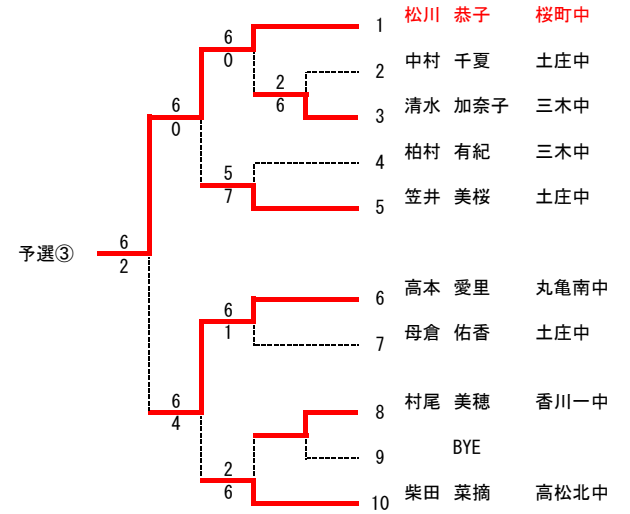 1 松川 恭子 桜町中
6
0
2 中村 千夏 土庄中
2
6
3 清水 加奈子 三木中
6
0
4 柏村 有紀 三木中
5
7
5 笠井 美桜 土庄中
予選③
6
2
6 高本 愛里 丸亀南中
6
1
7 母倉 佑香 土庄中
6
4
8 村尾 美穂 香川一中
9 BYE
2
6
10 柴田 菜摘 高松北中